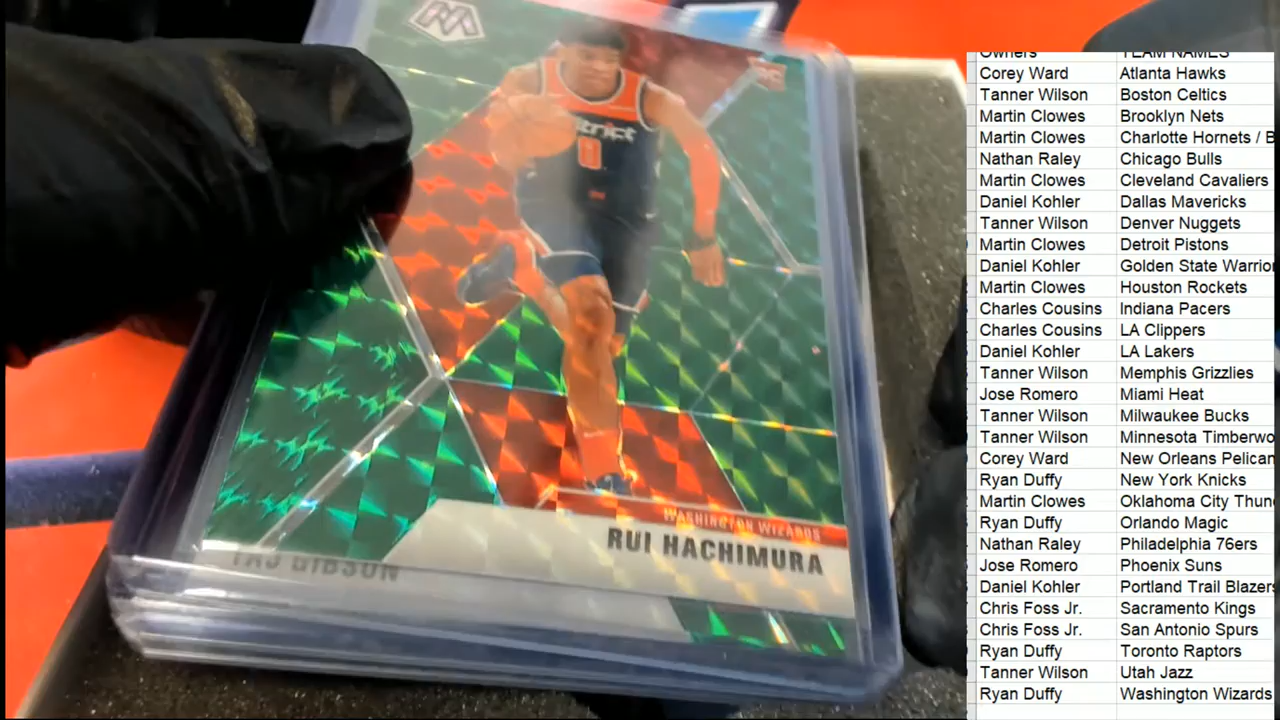 District
0
RC
WASHINGTON WIZARDS
RUI HACHIMURA
TAJ GIBSON
Owners TEAM NAMES
Corey Ward Atlanta Hawks
Tanner Wilson Boston Celtics
Martin Clowes Brooklyn Nets
Martin Clowes Charlotte Hornets / B
Nathan Raley Chicago Bulls
Martin Clowes Cleveland Cavaliers
Daniel Kohler Dallas Mavericks
Tanner Wilson Denver Nuggets
Martin Clowes Detroit Pistons
Daniel Kohler Golden State Warrior
Martin Clowes Houston Rockets
Charles Cousins Indiana Pacers
Charles Cousins LA Clippers
Daniel Kohler LA Lakers
Tanner Wilson Memphis Grizzlies
Jose Romero Miami Heat
Tanner Wilson Milwaukee Bucks
Tanner Wilson Minnesota Timberwo
Corey Ward New Orleans Pelican
Ryan Duffy New York Knicks
Martin Clowes Oklahoma City Thun
Ryan Duffy Orlando Magic
Nathan Raley Philadelphia 76ers
Jose Romero Phoenix Suns
Daniel Kohler Portland Trail Blazers
Chris Foss Jr. Sacramento Kings
Chris Foss Jr. San Antonio Spurs
Ryan Duffy Toronto Raptors
Tanner Wilson Utah Jazz
Ryan Duffy Washington Wizards